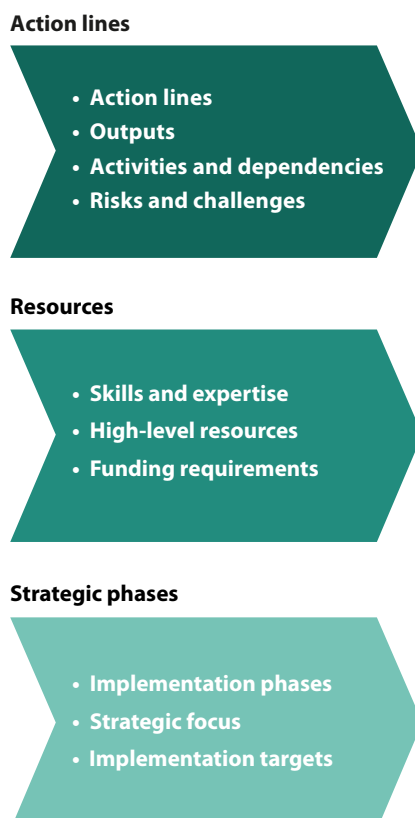 Action lines
• Action lines
• Outputs
• Activities and dependencies
• Risks and challenges
Resources
• Skills and expertise
• High-level resources
• Funding requirements
Strategic phases
• Implementation phases
• Strategic focus
• Implementation targets